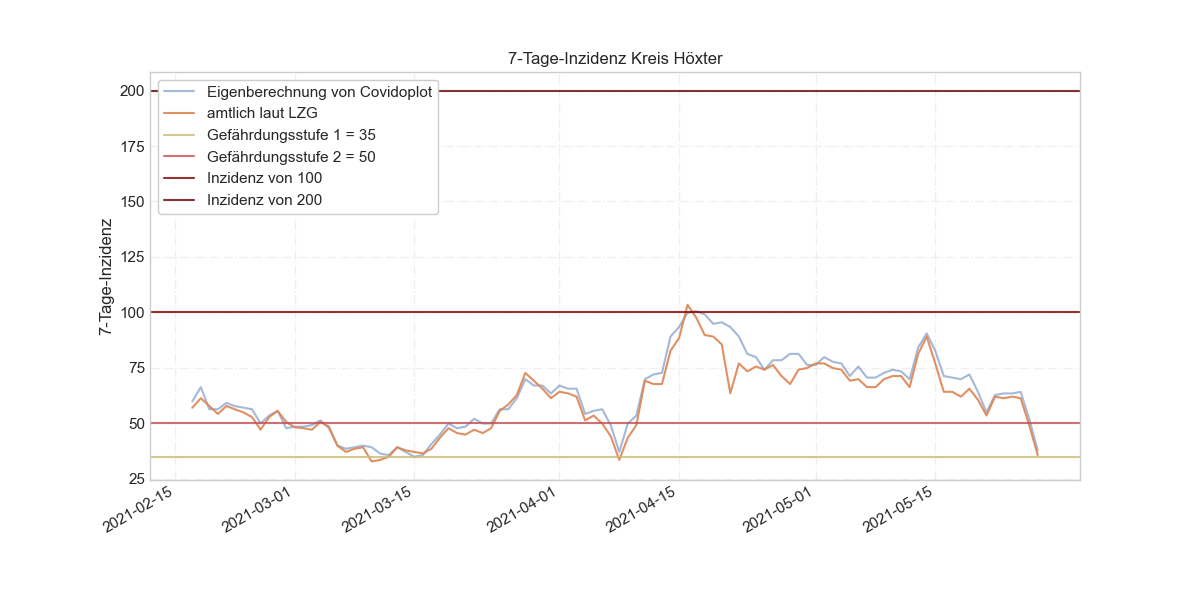 7-Tage-Inzidenz Kreis Höxter
200
175
150
125
100
75
50
25
7-Tage-Inzidenz
Eigenberechnung von Covidoplot
amtlich laut LZG
Gefährdungsstufe 1 = 35
Gefährdungsstufe 2 = 50
Inzidenz von 100
Inzidenz von 200
2021-02-15
2021-03-01
2021-03-15
2021-04-01
2021-04-15
2021-05-01
2021-05-15